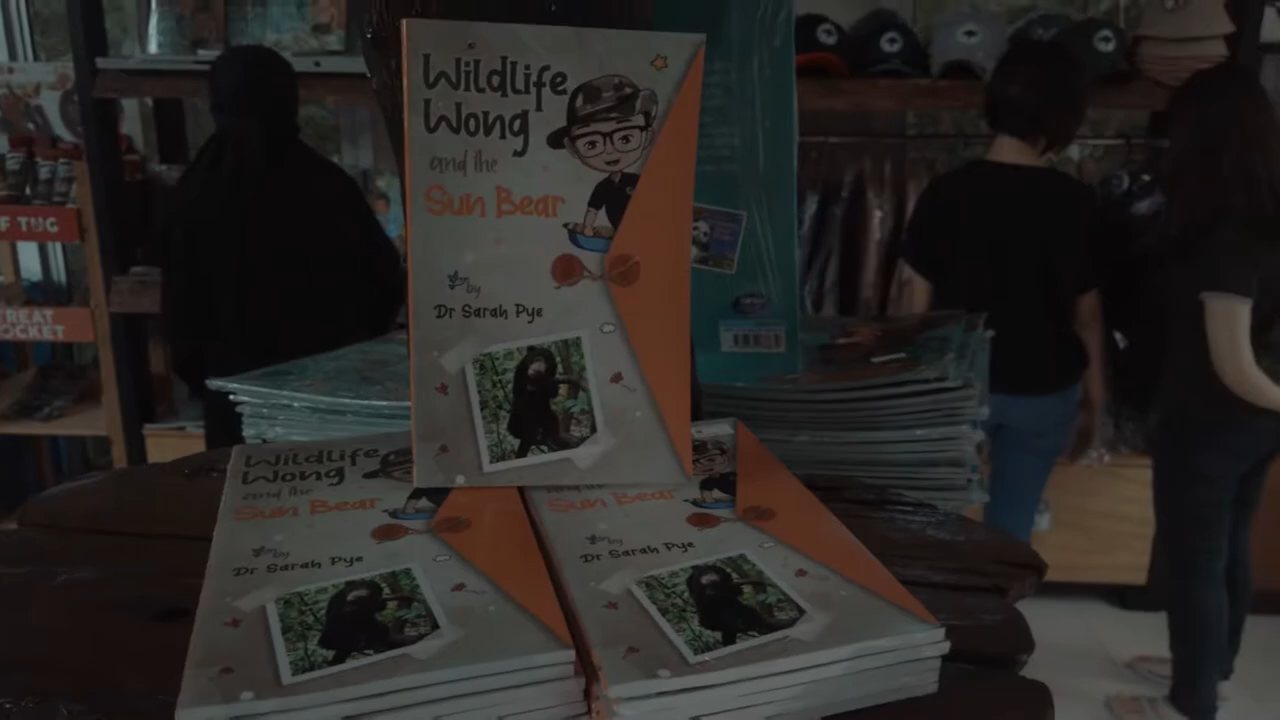 Wildlife
Wong
and the
Sun Bear
by
Dr Sarah Pye
F TUG
TREAT
OCKET
Wildlife
Wong
and the
Sun Bear
by
Dr Sarah Pye
Sun Bear
by
Dr Sarah Pye